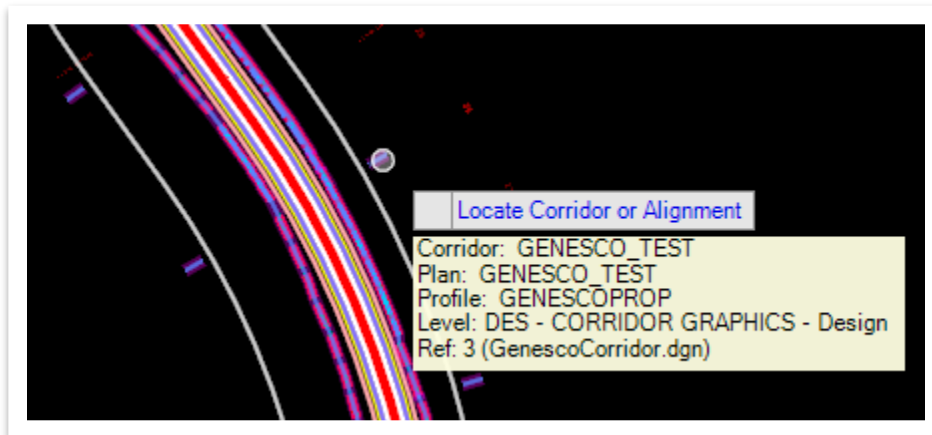 Locate Corridor or Alignment
Corridor: GENESCO_TEST
Plan: GENESCO_TEST
Profile: GENESCOPROP
Level: DES - CORRIDOR GRAPHICS - Design
Ref: 3 (GenescoCorridor.dgn)